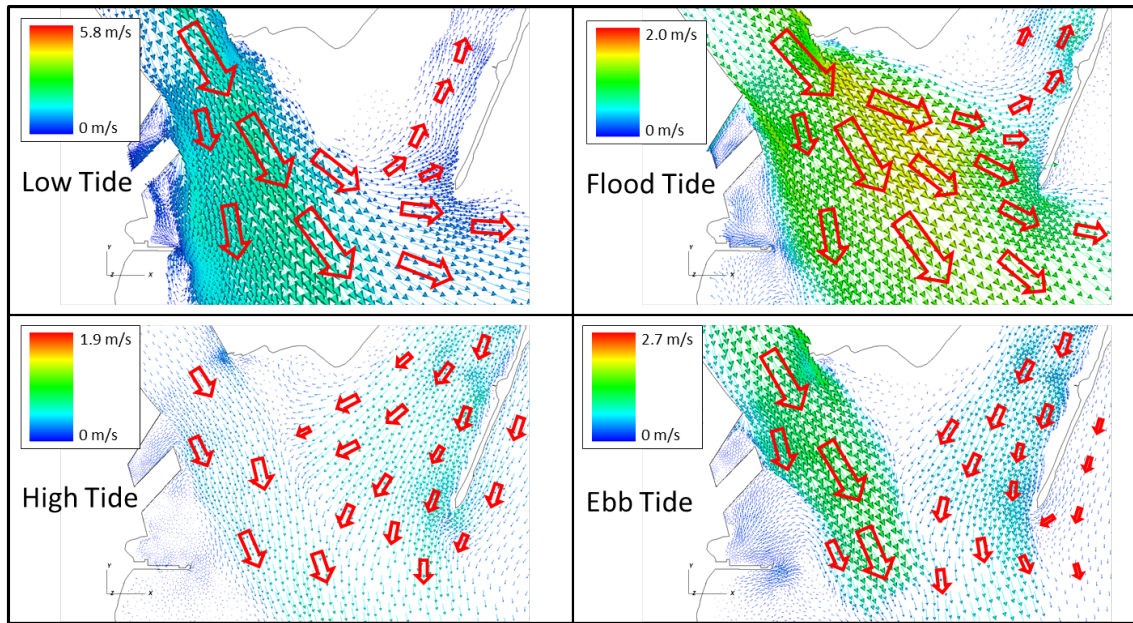 5.8 m/s
0 m/s
Low Tide
Y
Z
X
2.0 m/s
0 m/s
Flood Tide
Y
Z
X
1.9 m/s
0 m/s
High Tide
Y
Z
X
2.7 m/s
0 m/s
Ebb Tide
Y
Z
X